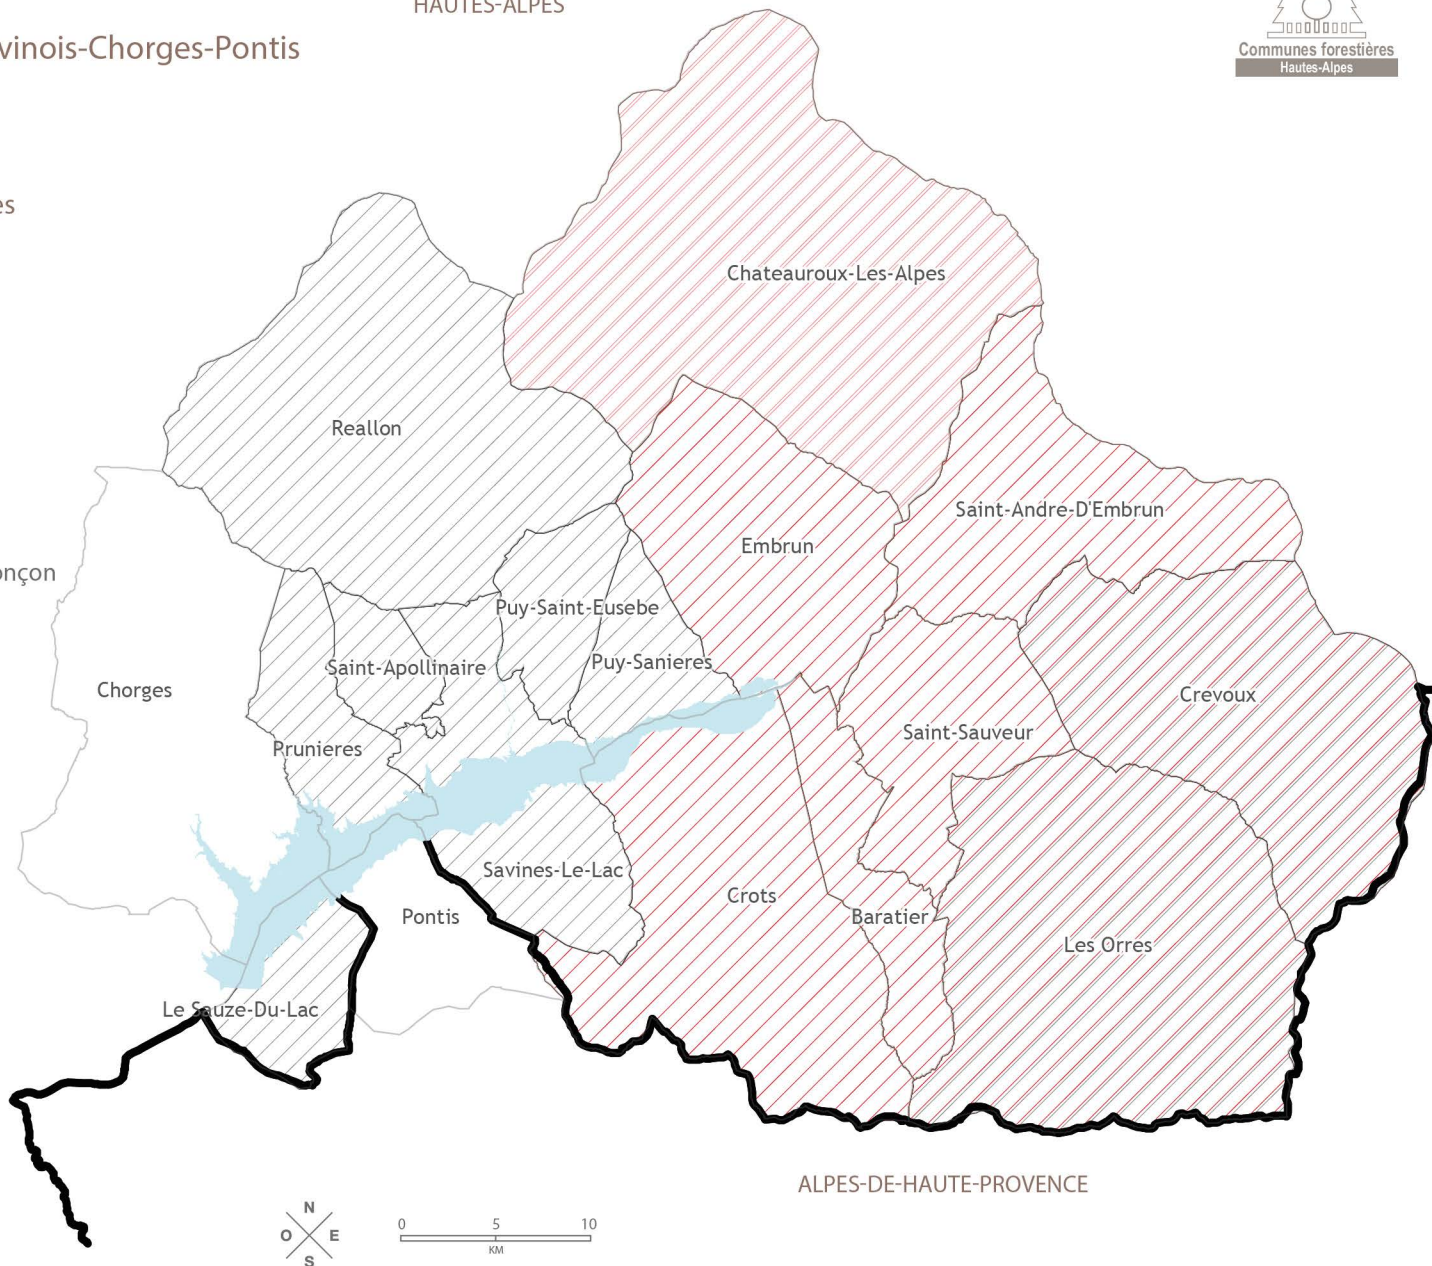 HAUTES-ALPES
vinois-Chorges-Pontis
Communes forestières
Hautes-Alpes
es
Chateauroux-Les-Alpes
Reallon
Saint-Andre-D'Embrun
Embrun
onçon
Puy-Saint-Eusebe
Puy-Sanieres
Saint-Apollinaire
Chorges
Crevoux
Saint-Sauveur
Prunieres
Savines-Le-Lac
Crots
Pontis
Baratier
Les Orres
Le Sauze-Du-Lac
ALPES-DE-HAUTE-PROVENCE
N
O E
S
0 5 10
KM